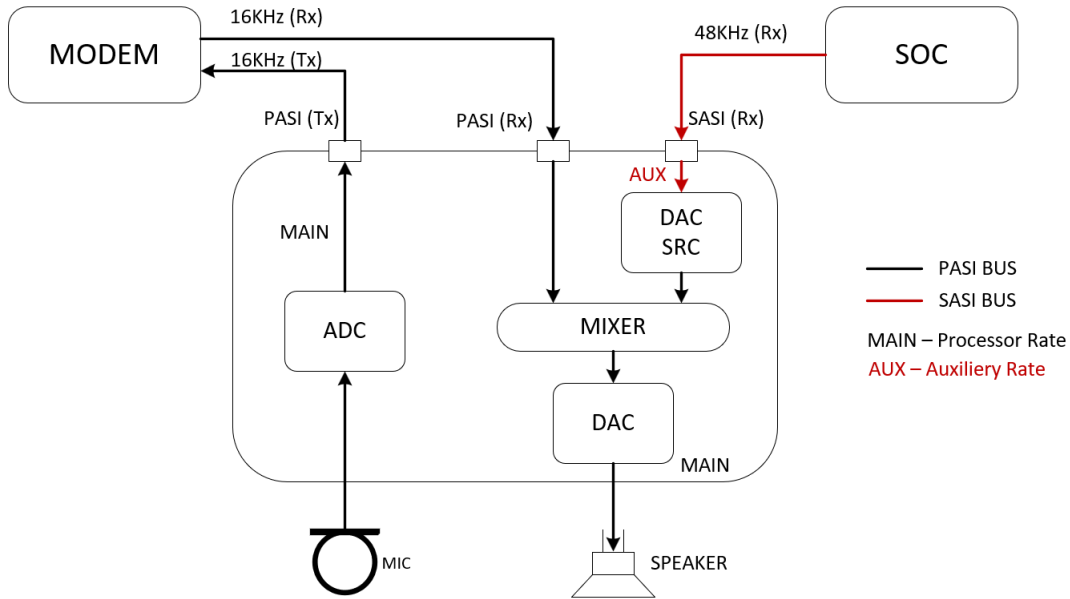 16KHz (Rx)
MODEM
16KHz (Tx)
48KHz (Rx)
SOC
PASI (Tx)
PASI (Rx)
SASI (Rx)
AUX
DAC
SRC
MAIN
ADC
MIXER
DAC
MAIN
MIC
SPEAKER
PASI BUS
SASI BUS
MAIN – Processor Rate
AUX – Auxiliery Rate